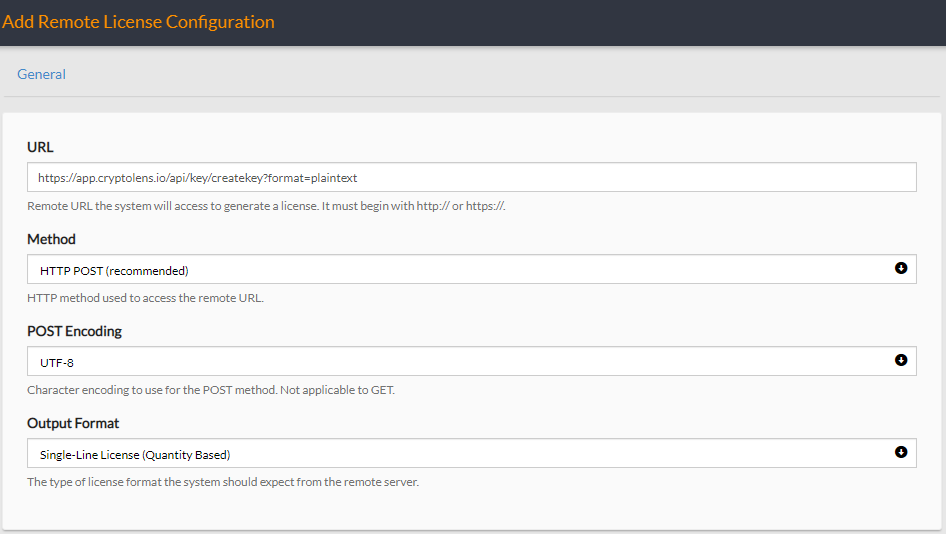 Add Remote License Configuration
General
URL
https://app.cryptolens.io/api/key/createkey?format=plaintext
Remote URL the system will access to generate a license. It must begin with http:// or https://.
Method
HTTP POST (recommended)
HTTP method used to access the remote URL.
POST Encoding
UTF-8
Character encoding to use for the POST method. Not applicable to GET.
Output Format
Single-Line License (Quantity Based)
The type of license format the system should expect from the remote server.